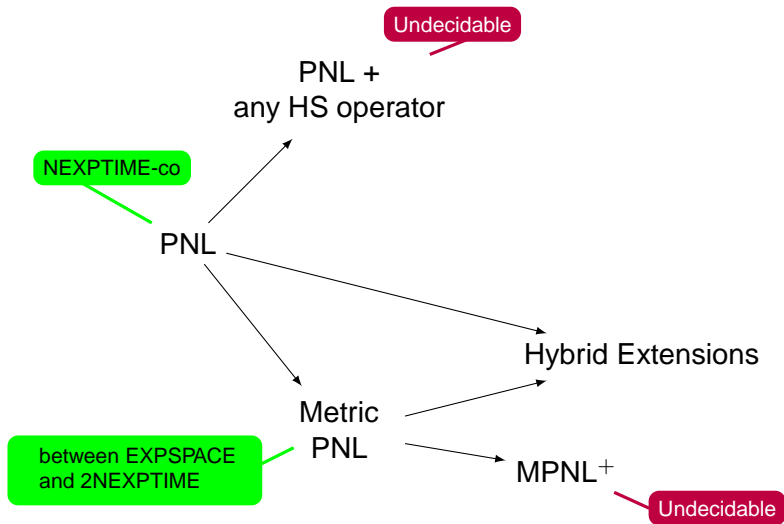 Undecidable
PNL +
any HS operator
NEXPTIME-co
PNL
Hybrid Extensions
Metric
PNL
between EXPSPACE
and 2NEXPTIME
MPNL+
Undecidable